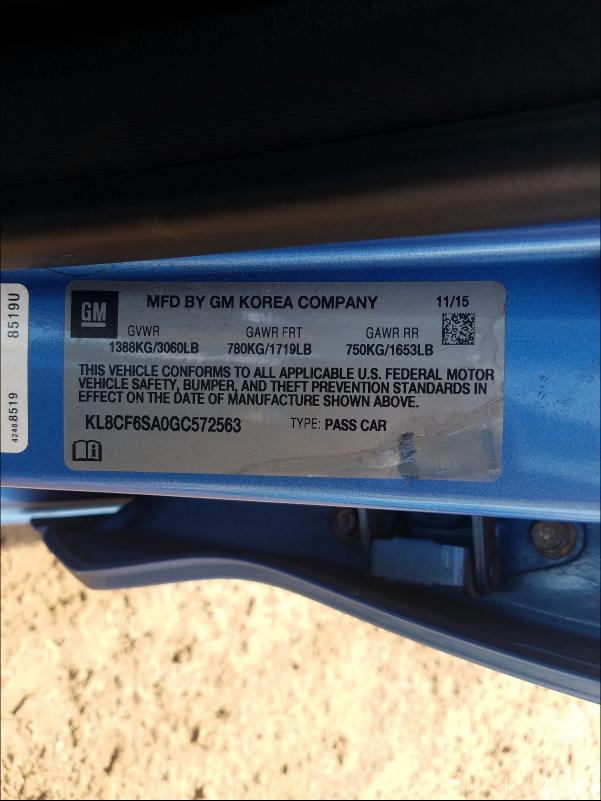 8519U
42488519
GM
MFD BY GM KOREA COMPANY 11/15
GVWR GAWR FRT GAWR RR
1388KG/3060LB 780KG/1719LB 750KG/1653LB
THIS VEHICLE CONFORMS TO ALL APPLICABLE U.S. FEDERAL MOTOR
VEHICLE SAFETY, BUMPER, AND THEFT PREVENTION STANDARDS IN
EFFECT ON THE DATE OF MANUFACTURE SHOWN ABOVE.
KL8CF6SA0GC572563 TYPE: PASS CAR